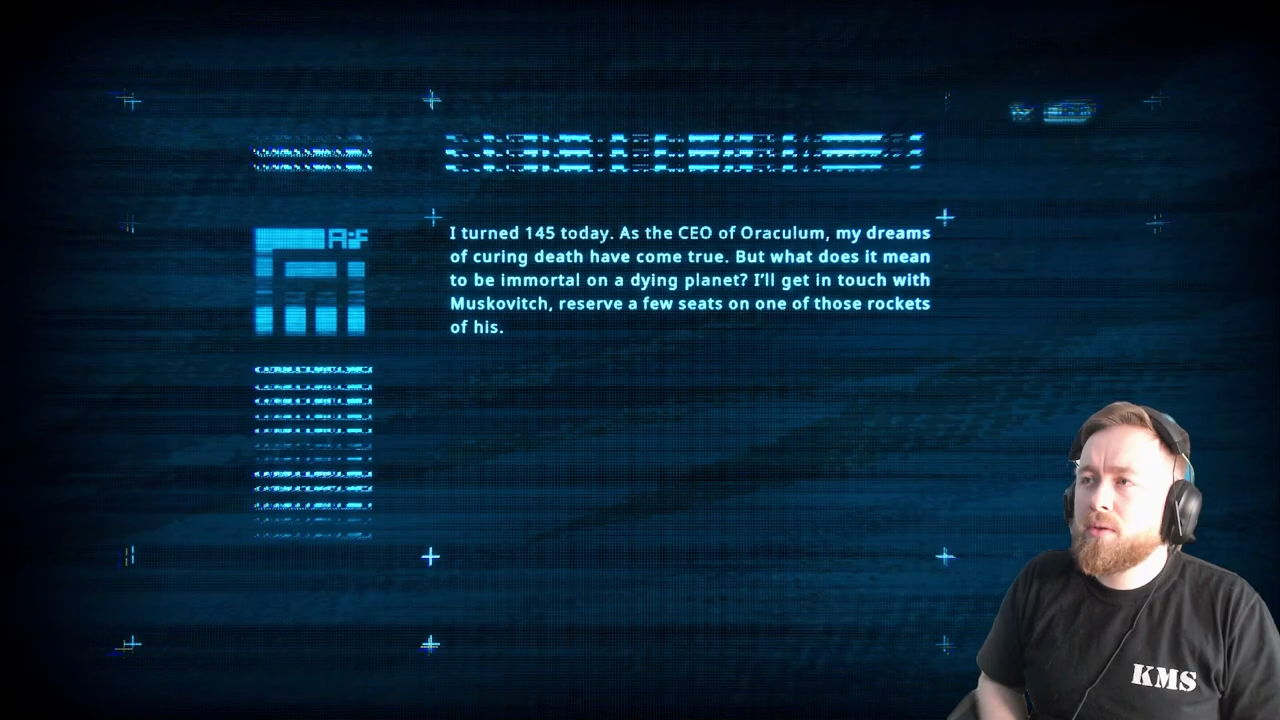 I turned 145 today. As the CEO of Oraculum, my dreams
of curing death have come true. But what does it mean
to be immortal on a dying planet? I’ll get in touch with
Muskovitch, reserve a few seats on one of those rockets
of his.
KMS